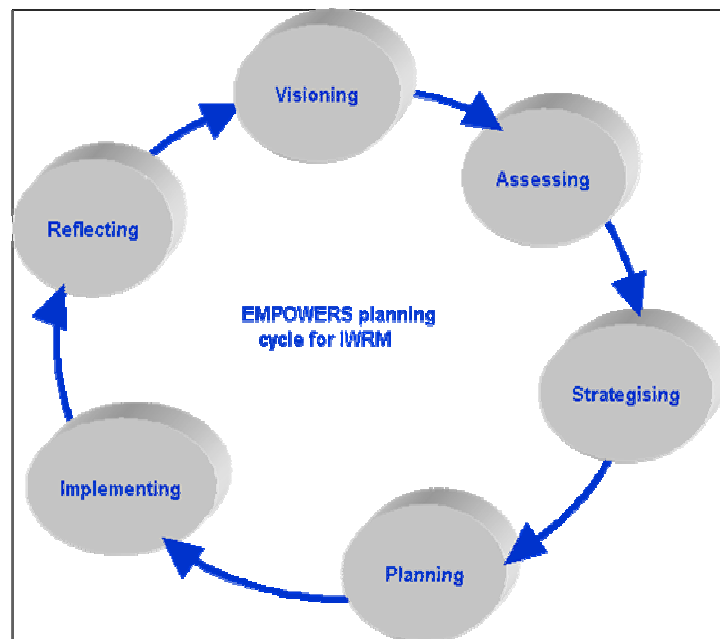 Visioning
Assessing
Strategising
Planning
Implementing
Reflecting
EMPOWERS planning
cycle for IWRM